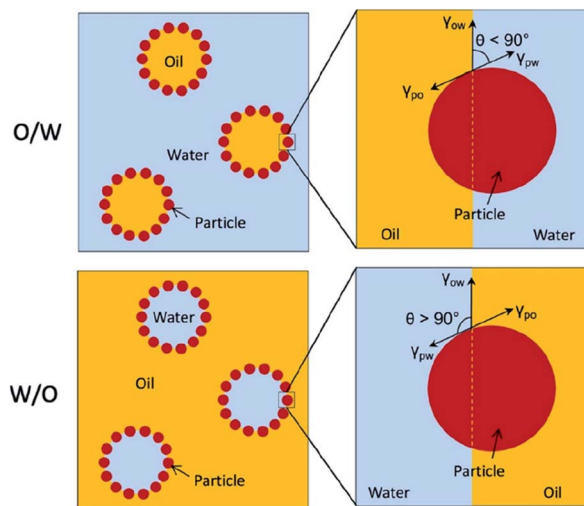 O/W
Oil
Water
Particle
γow
θ < 90°
γpw
γpo
Particle
Oil
Water
W/O
Water
Oil
Particle
γow
θ > 90°
γpo
γpw
Particle
Water
Oil